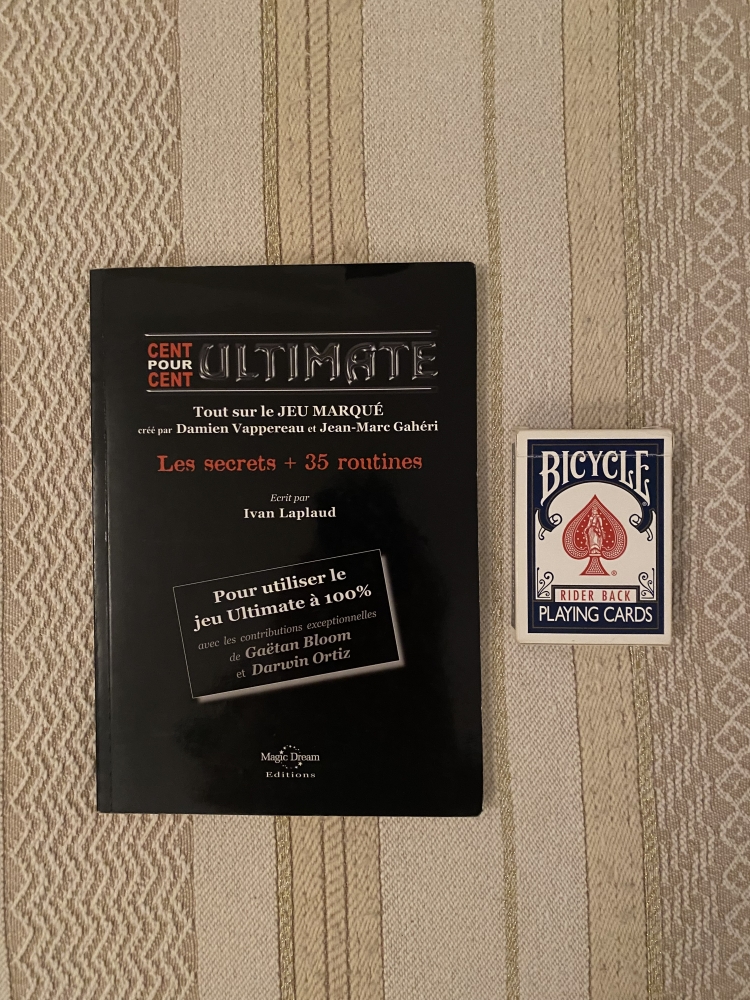 CENT
POUR
CENT
ULTIMATE
Tout sur le JEU MARQUÉ
créé par Damien Vappereau et Jean-Marc Gahéri
Les secrets + 35 routines
Ecrit par
Ivan Laplaud
Pour utiliser le
jeu Ultimate à 100%
avec les contributions exceptionnelles
de Gaëtan Bloom
et Darwin Ortiz
Magic Dream
Editions
BICYCLE
®
RIDER BACK
PLAYING CARDS